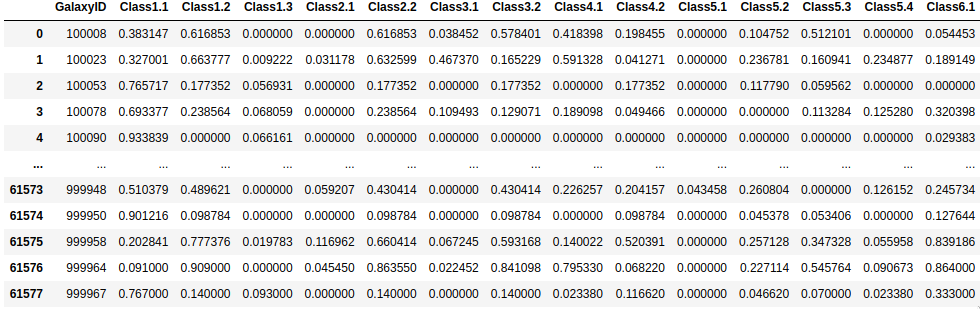 GalaxyID Class1.1 Class1.2 Class1.3 Class2.1 Class2.2 Class3.1 Class3.2 Class4.1 Class4.2 Class5.1 Class5.2 Class5.3 Class5.4 Class6.1
0 100008 0.383147 0.616853 0.000000 0.000000 0.616853 0.038452 0.578401 0.418398 0.198455 0.000000 0.104752 0.512101 0.000000 0.054453
1 100023 0.327001 0.663777 0.009222 0.031178 0.632599 0.467370 0.165229 0.591328 0.041271 0.000000 0.236781 0.160941 0.234877 0.189149
2 100053 0.765717 0.177352 0.056931 0.000000 0.177352 0.000000 0.177352 0.000000 0.177352 0.000000 0.117790 0.059562 0.000000 0.000000
3 100078 0.693377 0.238564 0.068059 0.000000 0.238564 0.109493 0.129071 0.189098 0.049466 0.000000 0.000000 0.113284 0.125280 0.320398
4 100090 0.933839 0.000000 0.066161 0.000000 0.000000 0.000000 0.000000 0.000000 0.000000 0.000000 0.000000 0.000000 0.000000 0.029383
... ... ... ... ... ... ... ... ... ... ... ... ... ... ... ...
61573 999948 0.510379 0.489621 0.000000 0.059207 0.430414 0.000000 0.430414 0.226257 0.204157 0.043458 0.260804 0.000000 0.126152 0.245734
61574 999950 0.901216 0.098784 0.000000 0.000000 0.098784 0.000000 0.098784 0.000000 0.098784 0.000000 0.045378 0.053406 0.000000 0.127644
61575 999958 0.202841 0.777376 0.019783 0.116962 0.660414 0.067245 0.593168 0.140022 0.520391 0.000000 0.257128 0.347328 0.055958 0.839186
61576 999964 0.091000 0.909000 0.000000 0.045450 0.863550 0.022452 0.841098 0.795330 0.068220 0.000000 0.227114 0.545764 0.090673 0.864000
61577 999967 0.767000 0.140000 0.093000 0.000000 0.140000 0.000000 0.140000 0.023380 0.116620 0.000000 0.046620 0.070000 0.023380 0.333000